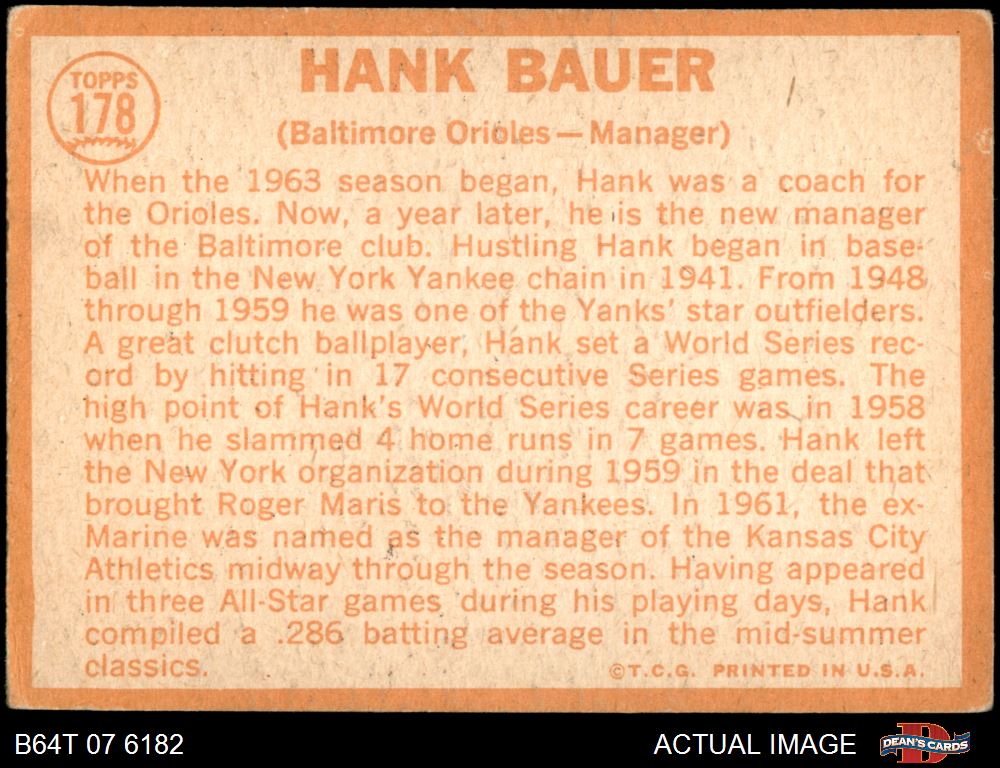 TOPPS
178
HANK BAUER
(Baltimore Orioles — Manager)
When the 1963 season began, Hank was a coach for
the Orioles. Now, a year later, he is the new manager
of the Baltimore club. Hustling Hank began in base-
ball in the New York Yankee chain in 1941. From 1948
through 1959 he was one of the Yanks' star outfielders.
A great clutch ballplayer, Hank set a World Series rec-
ord by hitting in 17 consecutive Series games. The
high point of Hank's World Series career was in 1958
when he slammed 4 home runs in 7 games. Hank left
the New York organization during 1959 in the deal that
brought Roger Maris to the Yankees. In 1961, the ex-
Marine was named as the manager of the Kansas City
Athletics midway through the season. Having appeared
in three All-Star games during his playing days, Hank
compiled a .286 batting average in the mid-summer
classics.
©T.C.G. PRINTED IN U.S.A.
B64T 07 6182
ACTUAL IMAGE
DEAN'S CARDS